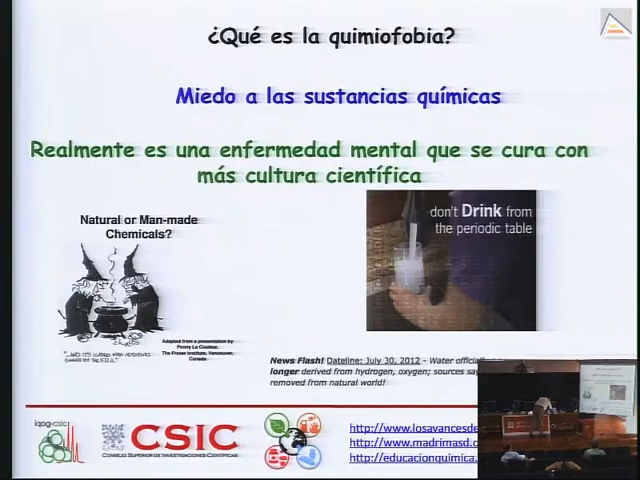 ¿Qué es la quimiofobia?
Miedo a las sustancias químicas
Realmente es una enfermedad mental que se cura con
más cultura científica
Natural or Man-made
Chemicals?
don't Drink from
the periodic table
Adapted from a presentation by
Penny Le Couteur,
The Fraser Institute, Vancouver,
Canada
News Flash! Dateline: July 30, 2012 - Water
longer derived from hydrogen, oxygen; sources
removed from natural world!
iqog-csic
CSIC
CONSEJO SUPERIOR DE INVESTIGACIONES CIENTÍFICAS
http://www.losavancesde
http://www.madrimasd.
http://educacionquimica.